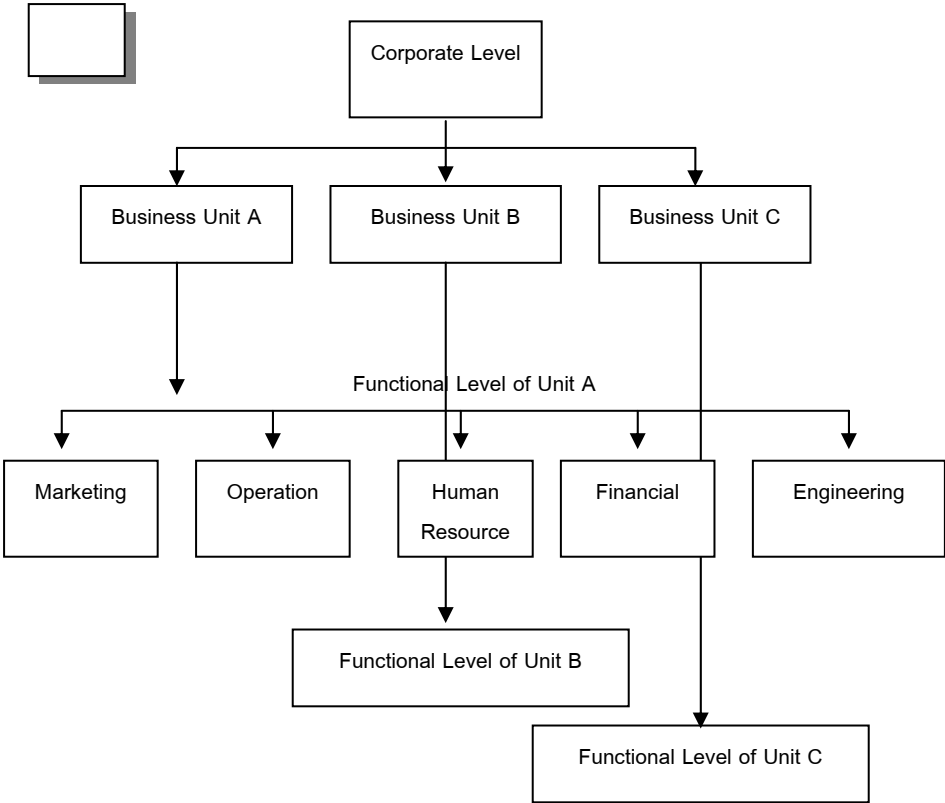 Corporate Level
Business Unit A
Business Unit B
Business Unit C
Functional Level of Unit A
Marketing
Operation
Human
Resource
Financial
Engineering
Functional Level of Unit B
Functional Level of Unit C